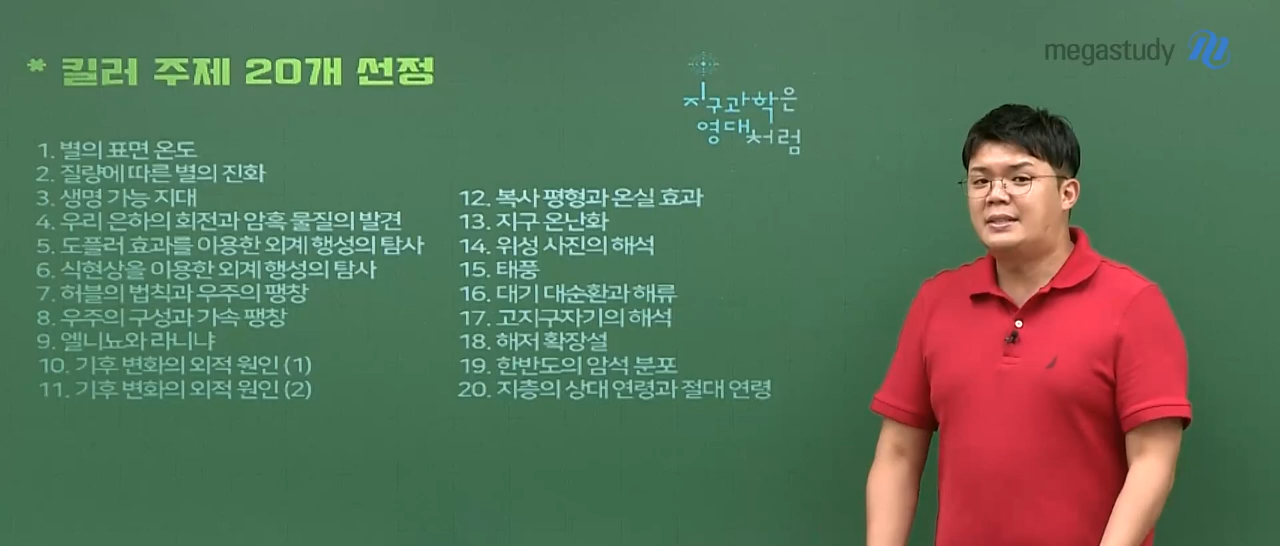 * 킬러 주제 20개 선정
megastudy
지구과학은
영대처럼
1. 별의 표면 온도
2. 질량에 따른 별의 진화
3. 생명 가능 지대
4. 우리 은하의 회전과 암흑 물질의 발견
5. 도플러 효과를 이용한 외계 행성의 탐사
6. 식현상을 이용한 외계 행성의 탐사
7. 허블의 법칙과 우주의 팽창
8. 우주의 구성과 가속 팽창
9. 엘니뇨와 라니냐
10. 기후 변화의 외적 원인 (1)
11. 기후 변화의 외적 원인 (2)
12. 복사 평형과 온실 효과
13. 지구 온난화
14. 위성 사진의 해석
15. 태풍
16. 대기 대순환과 해류
17. 고지구자기의 해석
18. 해저 확장설
19. 한반도의 암석 분포
20. 지층의 상대 연령과 절대 연령